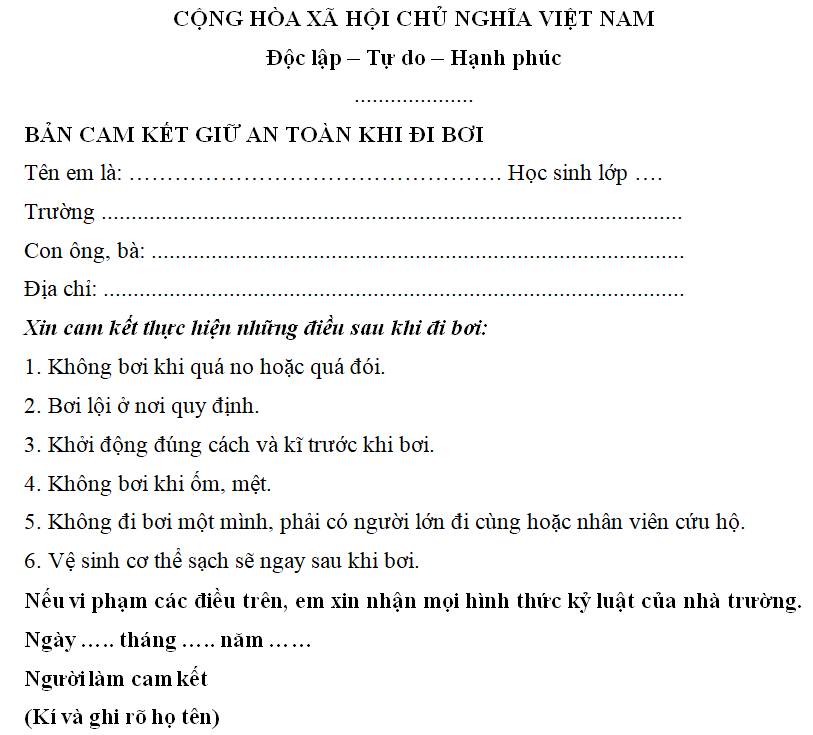 CỘNG HÒA XÃ HỘI CHỦ NGHĨA VIỆT NAM
Độc lập – Tự do – Hạnh phúc
....................
BẢN CAM KẾT GIỮ AN TOÀN KHI ĐI BƠI
Tên em là: …………………………………………. Học sinh lớp ….
Trường .................................................................................................
Con ông, bà: .........................................................................................
Địa chỉ: .................................................................................................
Xin cam kết thực hiện những điều sau khi đi bơi:
1. Không bơi khi quá no hoặc quá đói.
2. Bơi lội ở nơi quy định.
3. Khởi động đúng cách và kĩ trước khi bơi.
4. Không bơi khi ốm, mệt.
5. Không đi bơi một mình, phải có người lớn đi cùng hoặc nhân viên cứu hộ.
6. Vệ sinh cơ thể sạch sẽ ngay sau khi bơi.
Nếu vi phạm các điều trên, em xin nhận mọi hình thức kỷ luật của nhà trường.
Ngày ….. tháng ….. năm ……
Người làm cam kết
(Kí và ghi rõ họ tên)